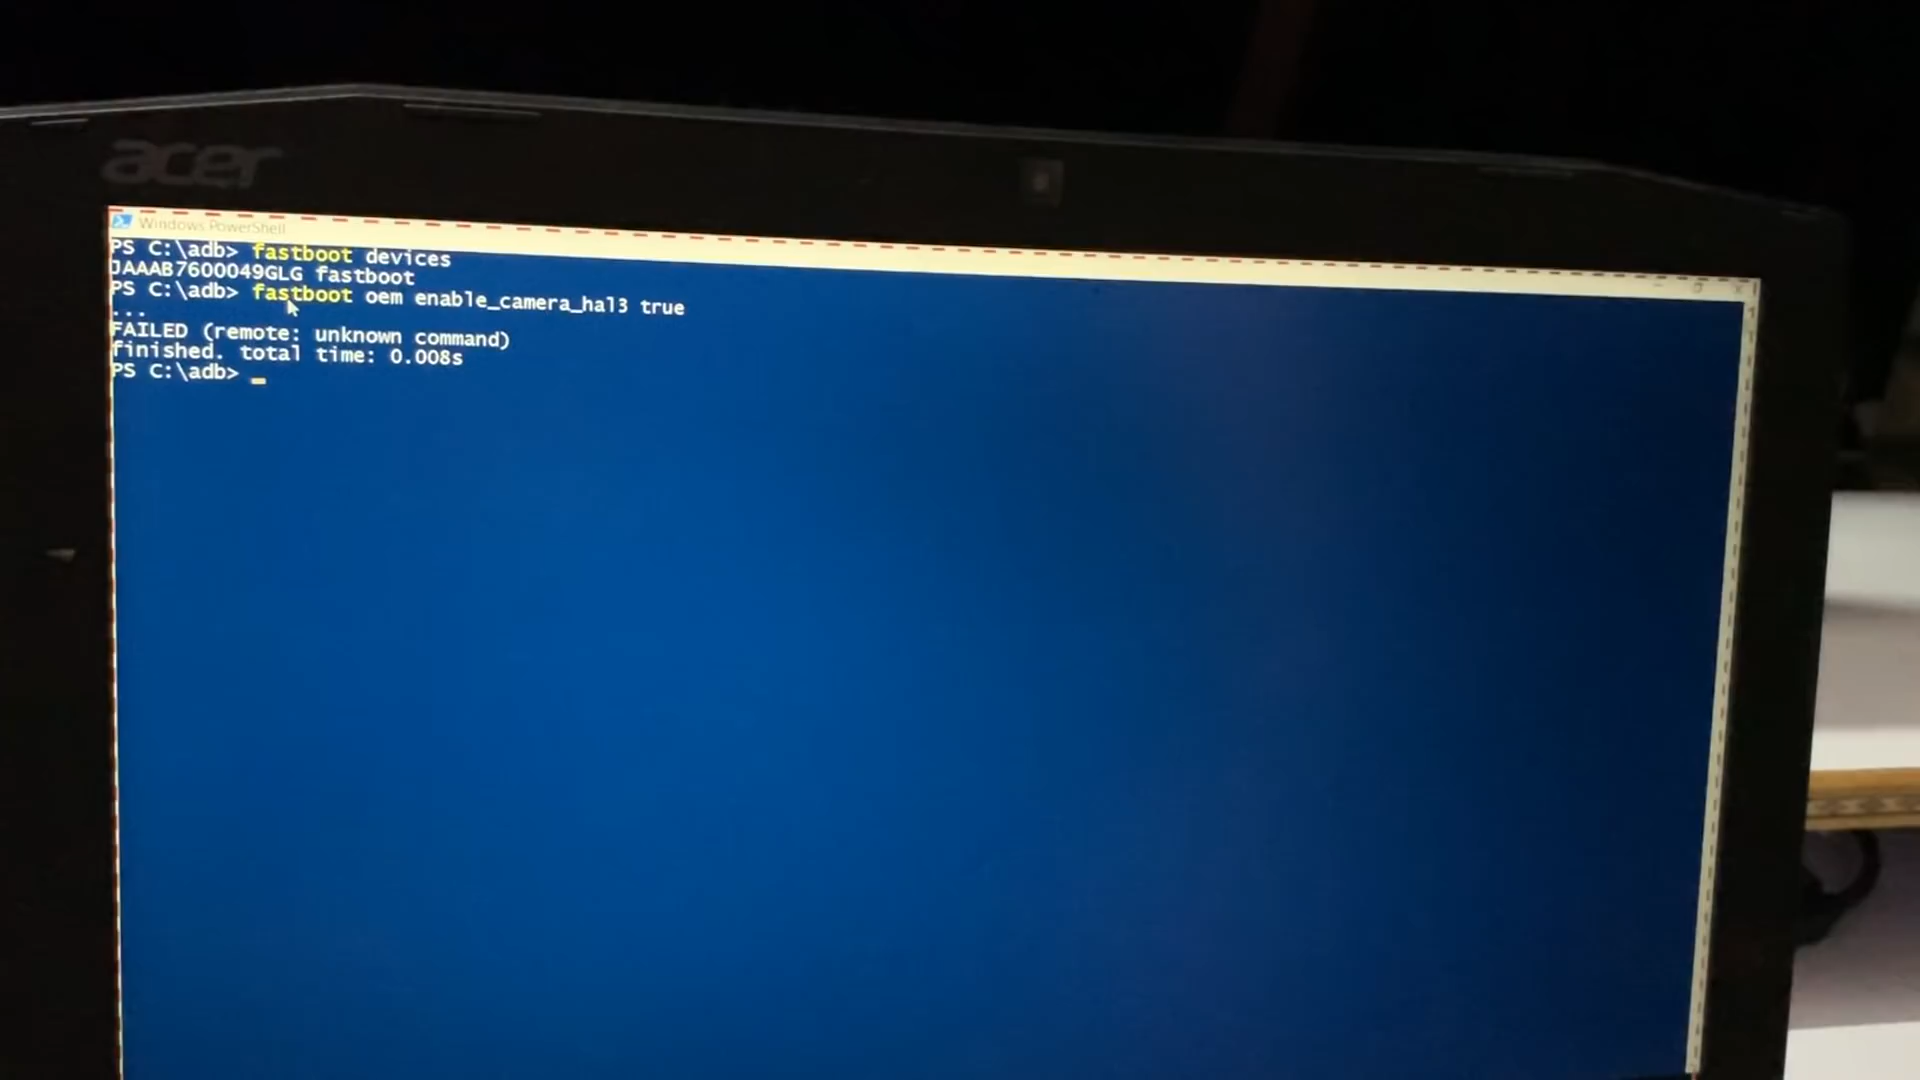 acer
Windows PowerShell
PS C:\adb> fastboot devices
JAAAB7600049GLG fastboot
PS C:\adb> fastboot oem enable_camera_hal3 true
...
FAILED (remote: unknown command)
finished. total time: 0.008s
PS C:\adb> _